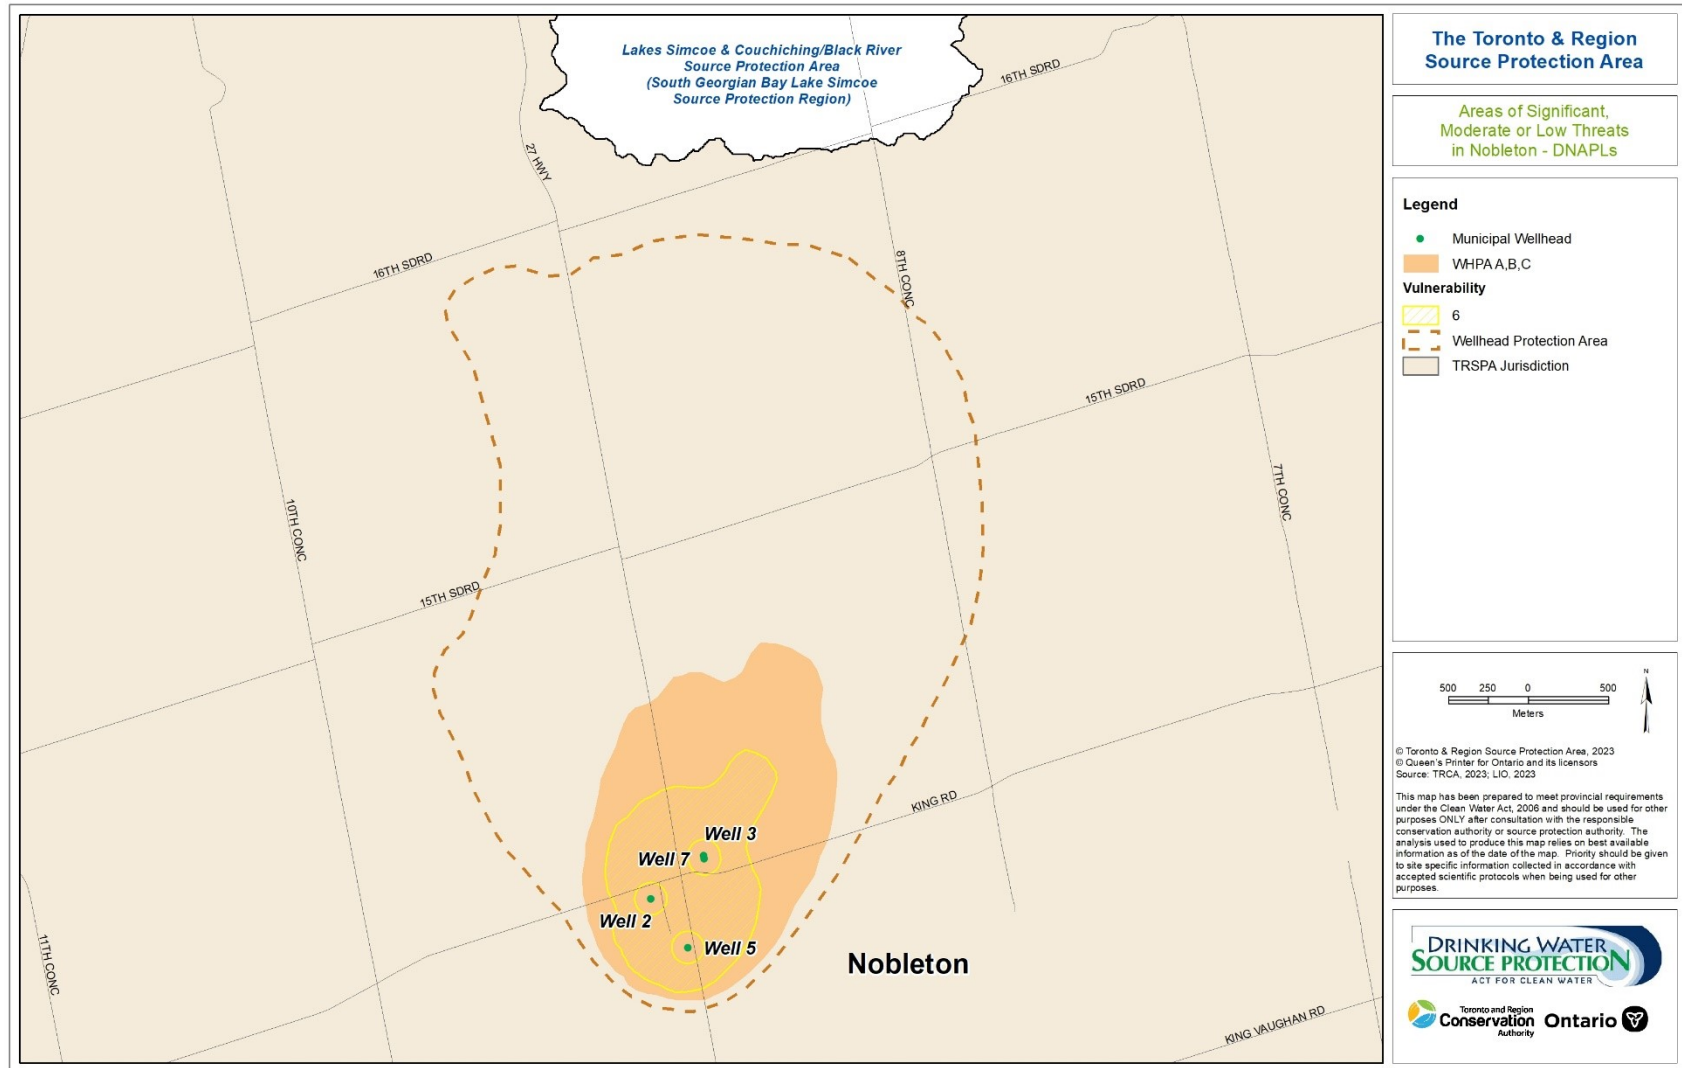 Lakes Simcoe & Couchiching/Black River
Source Protection Area
(South Georgian Bay Lake Simcoe
Source Protection Region)
16TH SDRD
27 HWY
16TH SDRD
8TH CONC
15TH SDRD
7TH CONC
10TH CONC
15TH SDRD
KING RD
Well 3
Well 7
Well 2
Well 5
11TH CONC
Nobleton
KING VAUGHAN RD
The Toronto & Region
Source Protection Area
Areas of Significant,
Moderate or Low Threats
in Nobleton - DNAPLs
Legend
Municipal Wellhead
WHPA A,B,C
Vulnerability
6
Wellhead Protection Area
TRSPA Jurisdiction
500 250 0 500
Meters
N
© Toronto & Region Source Protection Area, 2023
© Queen's Printer for Ontario and its licensors
Source: TRCA, 2023; LIO, 2023
This map has been prepared to meet provincial requirements
under the Clean Water Act, 2006 and should be used for other
purposes ONLY after consultation with the responsible
conservation authority or source protection authority. The
analysis used to produce this map relies on best available
information as of the date of the map. Priority should be given
to site specific information collected in accordance with
accepted scientific protocols when being used for other
purposes.
DRINKING WATER
SOURCE PROTECTION
ACT FOR CLEAN WATER
Toronto and Region
Conservation
Authority
Ontario